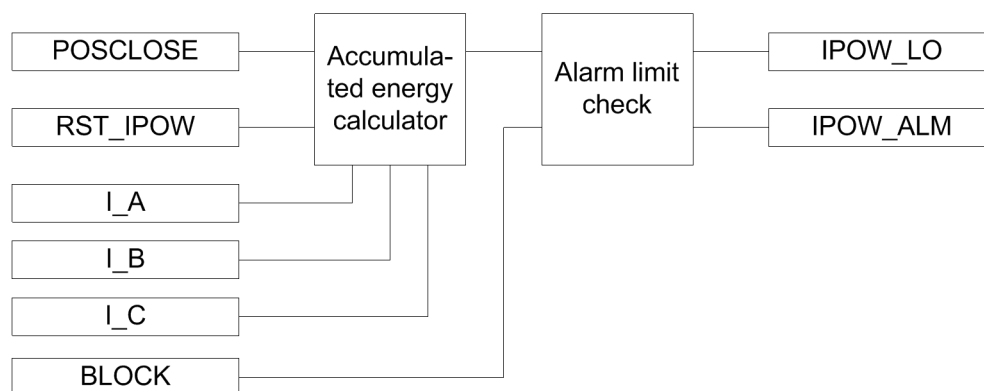 POSCLOSE
RST_IPOW
I_A
I_B
I_C
BLOCK
Accumula-
ted energy
calculator
Alarm limit
check
IPOW_LO
IPOW_ALM